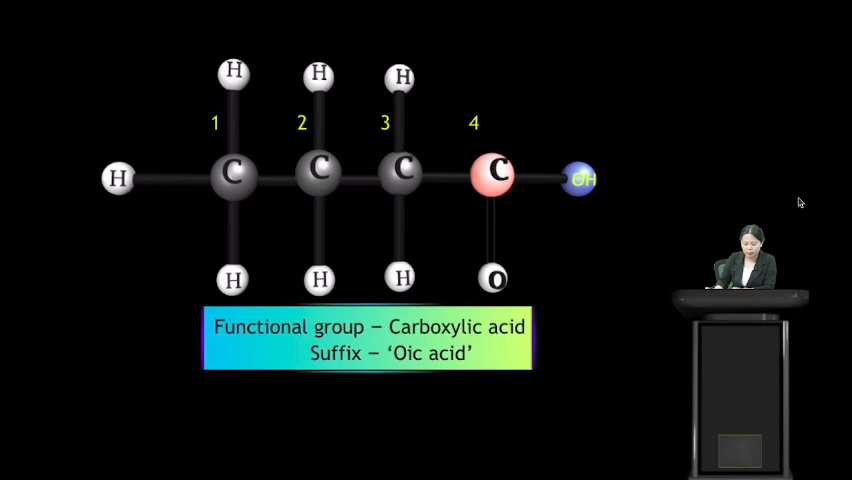 H H H
1 2 3 4
H C C C C OH
H H H O
Functional group – Carboxylic acid
Suffix – ‘Oic acid’